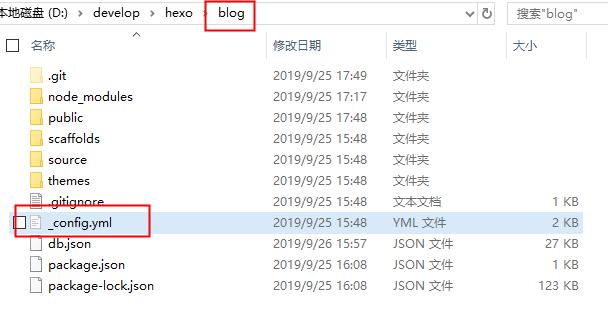 本地磁盘 (D:) › develop › hexo › blog 搜索"blog"
名称 修改日期 类型 大小
.git 2019/9/25 17:49 文件夹
node_modules 2019/9/25 17:17 文件夹
public 2019/9/25 17:48 文件夹
scaffolds 2019/9/25 15:48 文件夹
source 2019/9/25 15:48 文件夹
themes 2019/9/25 15:48 文件夹
.gitignore 2019/9/25 15:48 文本文档 1 KB
_config.yml 2019/9/25 15:48 YML 文件 2 KB
db.json 2019/9/26 15:57 JSON 文件 27 KB
package.json 2019/9/25 16:08 JSON 文件 1 KB
package-lock.json 2019/9/25 16:08 JSON 文件 123 KB